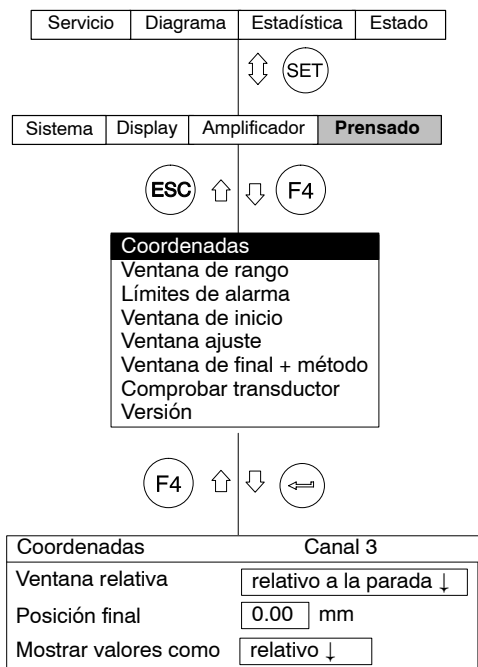 Servicio Diagrama Estadística Estado
SET
Sistema Display Amplificador Prensado
ESC F4
Coordenadas
Ventana de rango
Límites de alarma
Ventana de inicio
Ventana ajuste
Ventana de final + método
Comprobar transductor
Versión
F4
Coordenadas Canal 3
Ventana relativa relativo a la parada ↓
Posición final 0.00 mm
Mostrar valores como relativo ↓